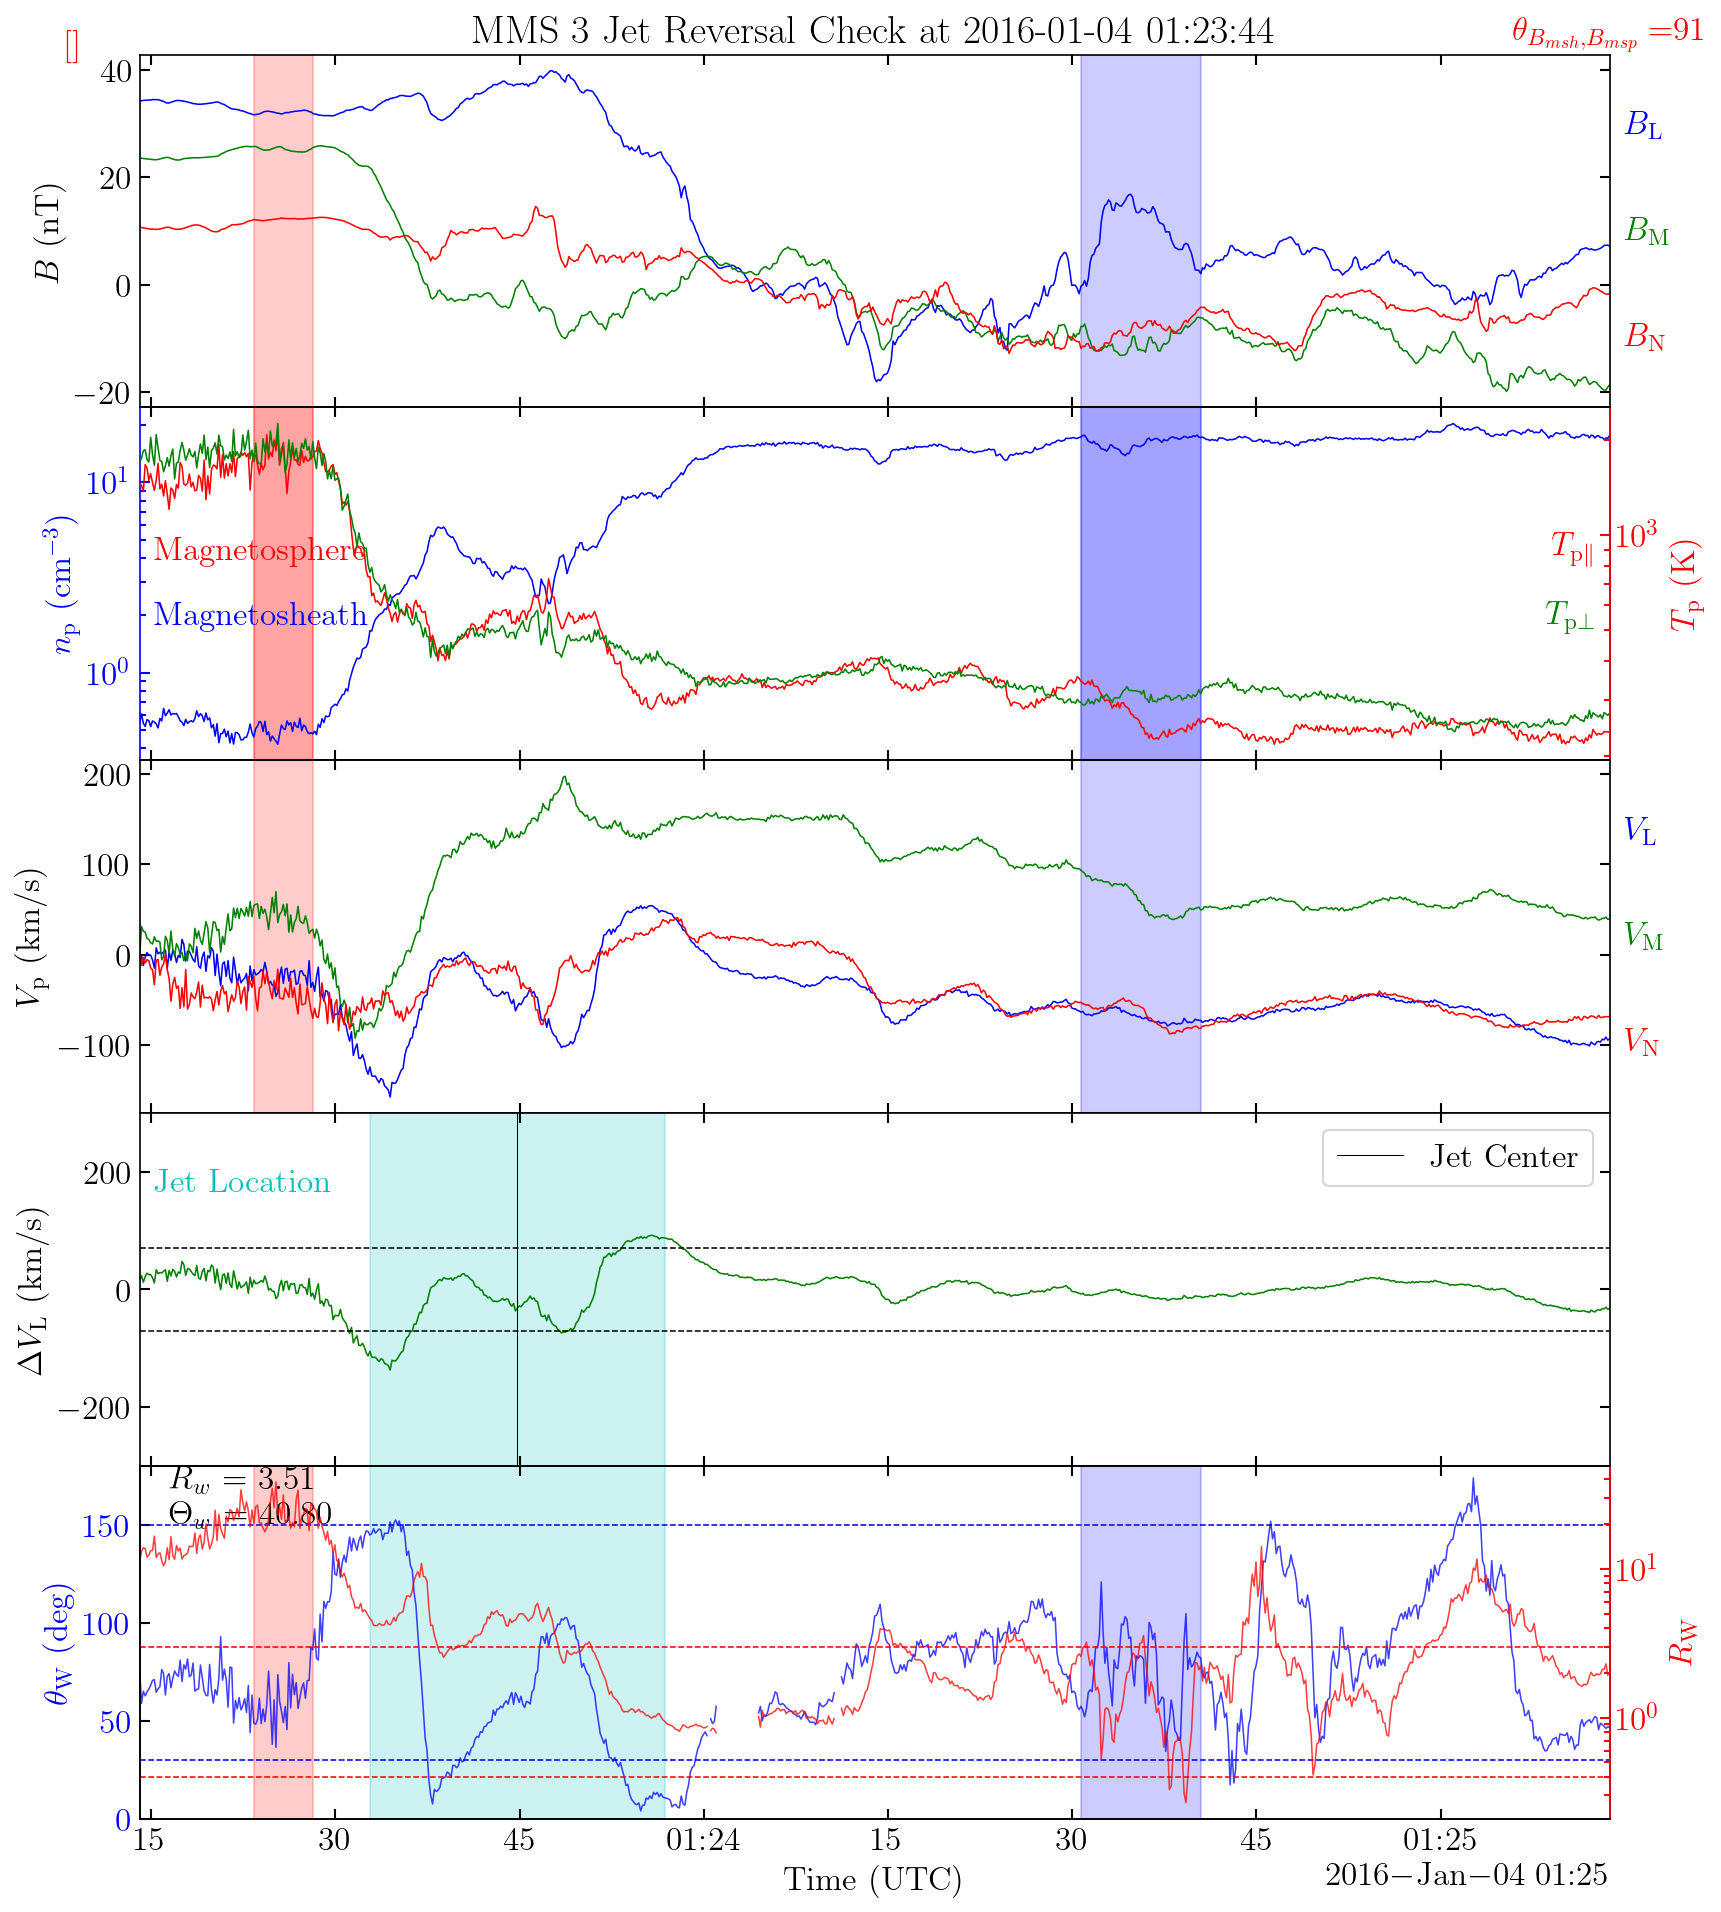 MMS 3 Jet Reversal Check at 2016-01-04 01:23:44
θ_{B_{msh},B_{msp}} =91
40
20
0
−20
B (nT)
B_L
B_M
B_N
10^1
10^0
n_p (cm^{−3})
Magnetosphere
Magnetosheath
T_{p∥}
T_{p⊥}
10^3
T_p (K)
200
100
0
−100
V_p (km/s)
V_L
V_M
V_N
200
0
−200
ΔV_L (km/s)
Jet Location
Jet Center
R_w = 3.51
Θ_w = 40.80
150
100
50
0
θ_W (deg)
10^1
10^0
R_W
15 30 45 01:24 15 30 45 01:25
Time (UTC)
2016−Jan−04 01:25